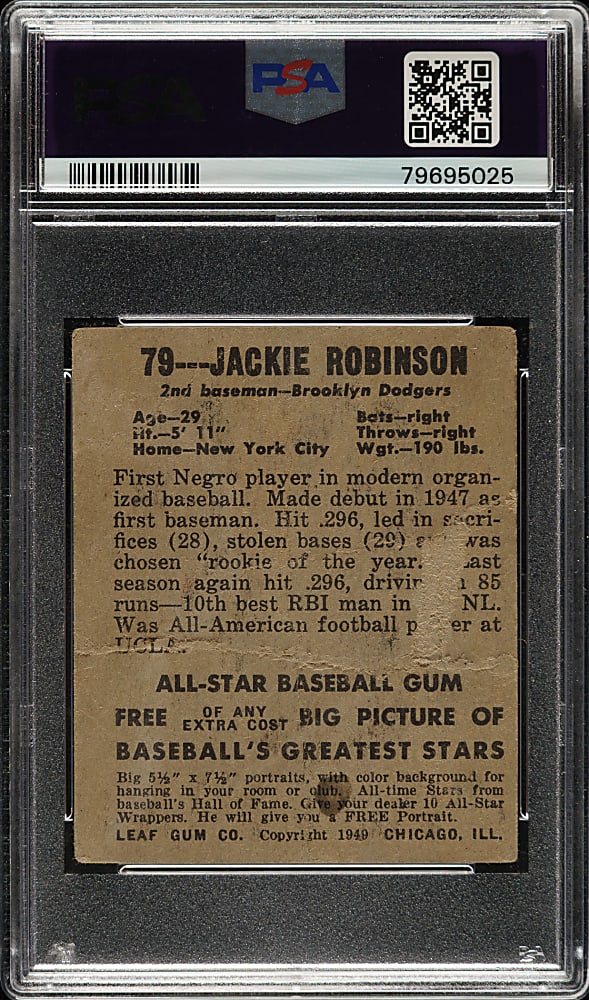 PSA
79695025
79---JACKIE ROBINSON
2nd baseman—Brooklyn Dodgers
Age—29 Bats—right
Ht.—5' 11" Throws—right
Home—New York City Wgt.—190 lbs.
First Negro player in modern organ-
ized baseball. Made debut in 1947 as
first baseman. Hit .296, led in sacri-
fices (28), stolen bases (29) was
chosen "rookie of the year.
season again hit .296, 85
runs—10th best RBI man in NL.
Was All-American football at
UCLA.
ALL-STAR BASEBALL GUM
FREE OF ANY EXTRA COST BIG PICTURE OF
BASEBALL'S GREATEST STARS
Big 5½" x 7½" portraits, with color background for
hanging in your room or club. All-time Stars from
baseball's Hall of Fame. Give your dealer 10 All-Star
Wrappers. He will give you a FREE Portrait.
LEAF GUM CO. Copyright 1949 CHICAGO, ILL.